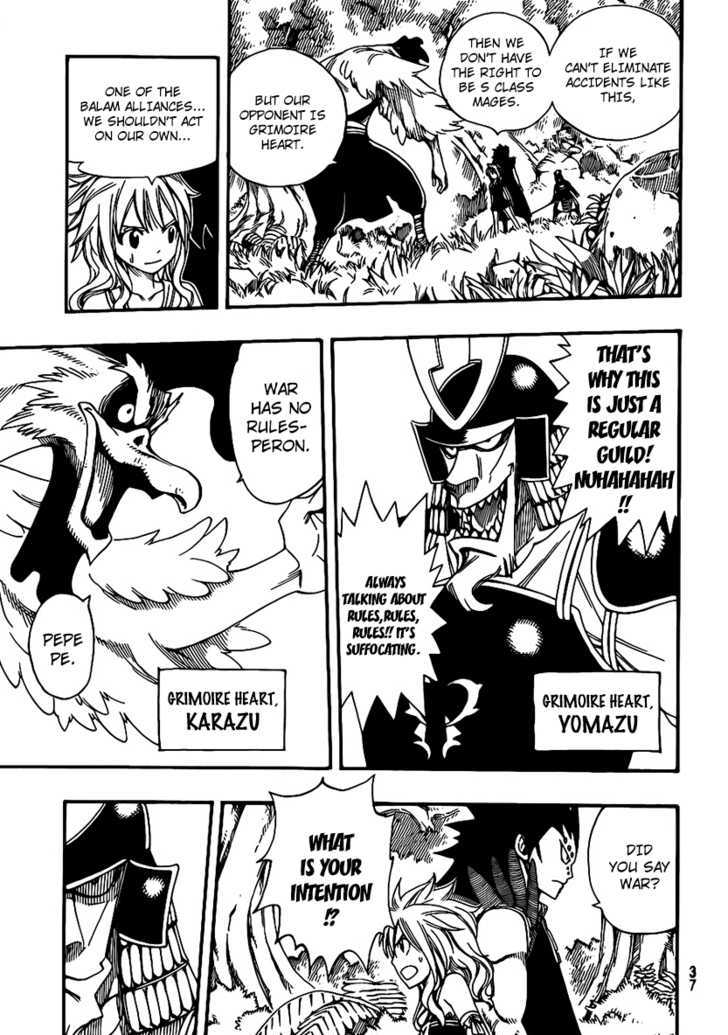 IF WE
CAN'T ELIMINATE
ACCIDENTS LIKE
THIS,
THEN WE
DON'T HAVE
THE RIGHT TO
BE S CLASS
MAGES.
BUT OUR
OPPONENT IS
GRIMOIRE
HEART.
ONE OF THE
BALAM ALLIANCES...
WE SHOULDN'T ACT
ON OUR OWN...
THAT'S
WHY THIS
IS JUST A
REGULAR
GUILD!
NUHAHAHAH
!!
ALWAYS
TALKING ABOUT
RULES,RULES,
RULES!! IT'S
SUFFOCATING.
GRIMOIRE HEART,
YOMAZU
WAR
HAS NO
RULES-
PERON.
PEPE
PE.
GRIMOIRE HEART,
KARAZU
DID
YOU SAY
WAR?
WHAT
IS YOUR
INTENTION
!?
37